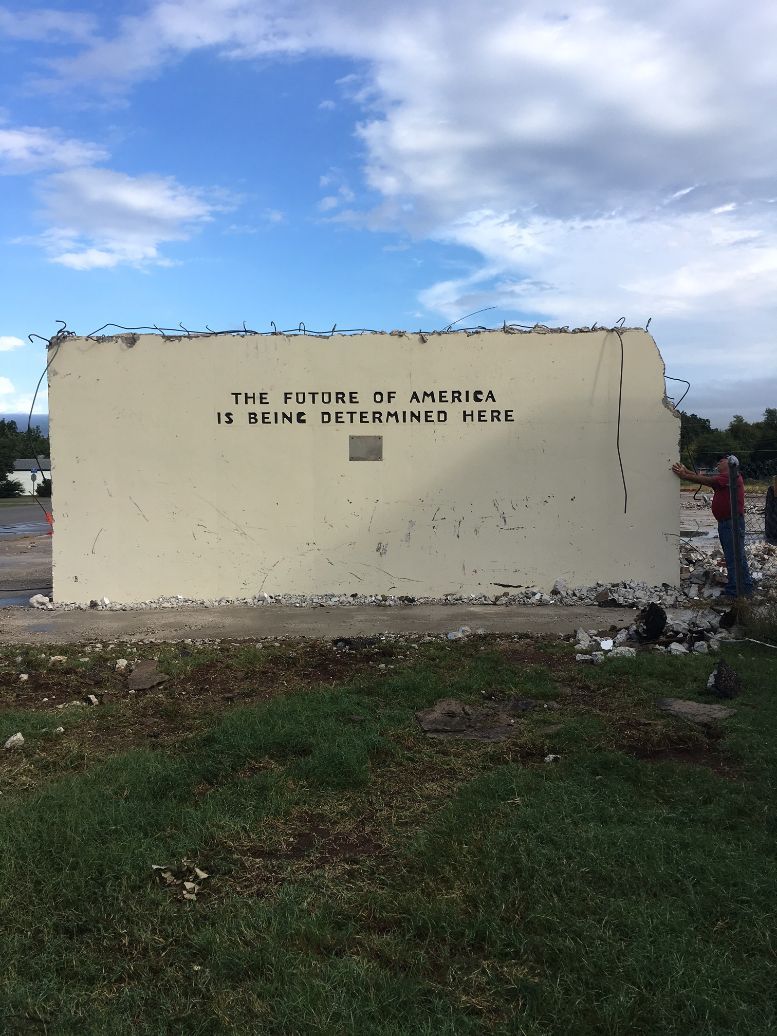 THE FUTURE OF AMERICA
IS BEING DETERMINED HERE